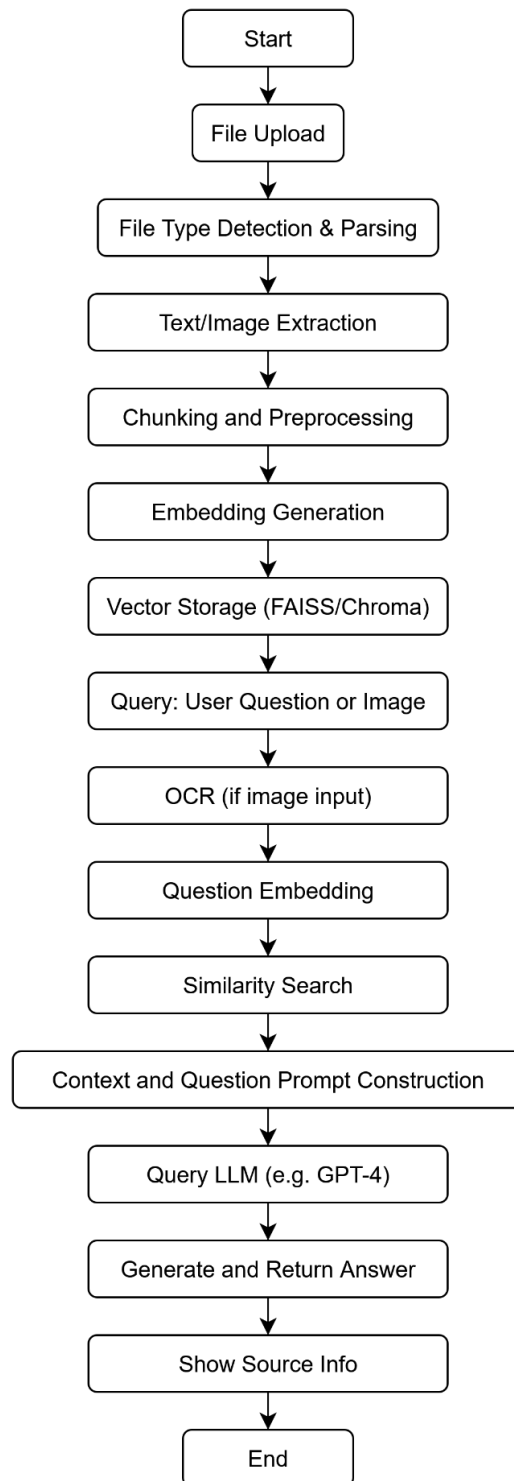 Start
File Upload
File Type Detection & Parsing
Text/Image Extraction
Chunking and Preprocessing
Embedding Generation
Vector Storage (FAISS/Chroma)
Query: User Question or Image
OCR (if image input)
Question Embedding
Similarity Search
Context and Question Prompt Construction
Query LLM (e.g. GPT-4)
Generate and Return Answer
Show Source Info
End